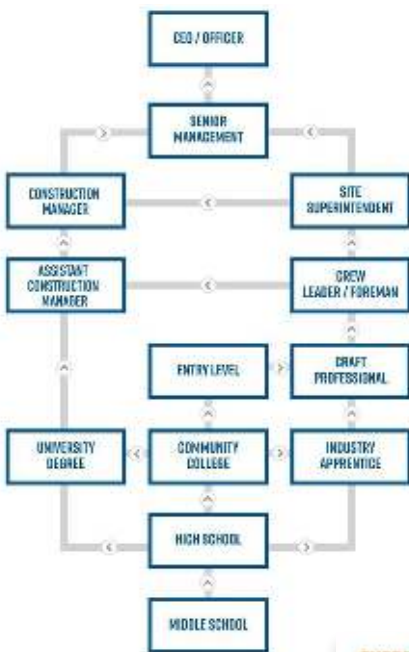 CEO / OFFICER
SENIOR
MANAGEMENT
CONSTRUCTION
MANAGER
SITE
SUPERINTENDENT
ASSISTANT
CONSTRUCTION
MANAGER
CREW
LEADER / FOREMAN
ENTRY LEVEL
CRAFT
PROFESSIONAL
UNIVERSITY
DEGREE
COMMUNITY
COLLEGE
INDUSTRY
APPRENTICE
HIGH SCHOOL
MIDDLE SCHOOL